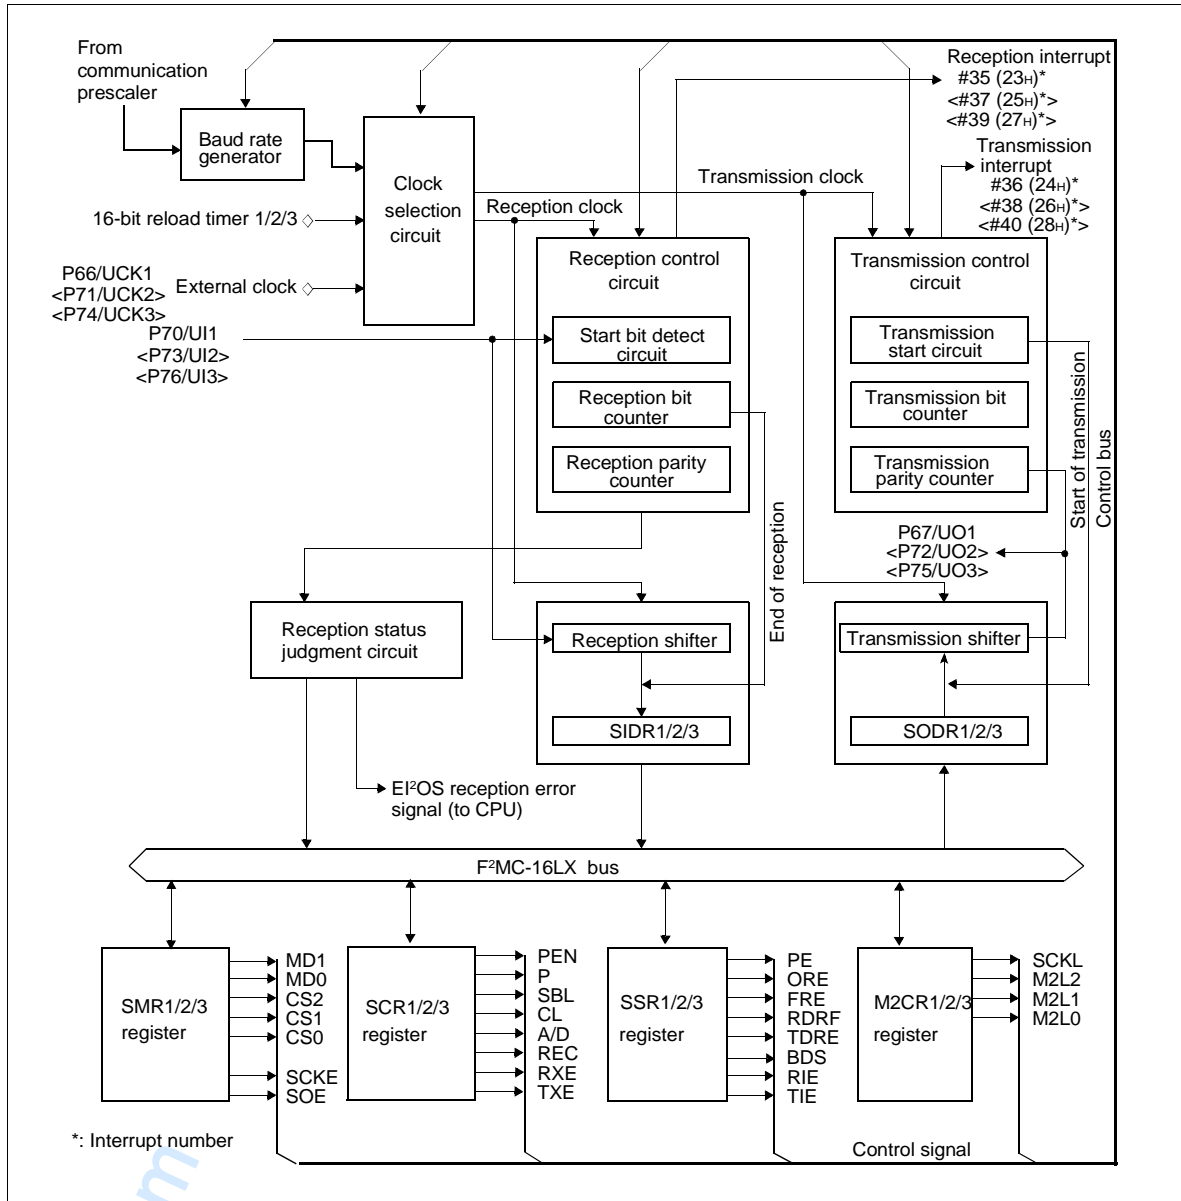 From
communication
prescaler
Baud rate
generator
Clock
selection
circuit
16-bit reload timer 1/2/3
P66/UCK1
<P71/UCK2>
<P74/UCK3>
External clock
P70/UI1
<P73/UI2>
<P76/UI3>
Reception clock
Transmission clock
Reception interrupt
#35 (23H)*
<#37 (25H)*>
<#39 (27H)*>
Transmission
interrupt
#36 (24H)*
<#38 (26H)*>
<#40 (28H)*>
Reception control
circuit
Start bit detect
circuit
Reception bit
counter
Reception parity
counter
Transmission control
circuit
Transmission
start circuit
Transmission bit
counter
Transmission
parity counter
End of reception
Start of transmission
Control bus
P67/UO1
<P72/UO2>
<P75/UO3>
Reception status
judgment circuit
Reception shifter
SIDR1/2/3
Transmission shifter
SODR1/2/3
EI²OS reception error
signal (to CPU)
F²MC-16LX bus
SMR1/2/3
register
MD1
MD0
CS2
CS1
CS0
SCKE
SOE
SCR1/2/3
register
PEN
P
SBL
CL
A/D
REC
RXE
TXE
SSR1/2/3
register
PE
ORE
FRE
RDRF
TDRE
BDS
RIE
TIE
M2CR1/2/3
register
SCKL
M2L2
M2L1
M2L0
*: Interrupt number
Control signal